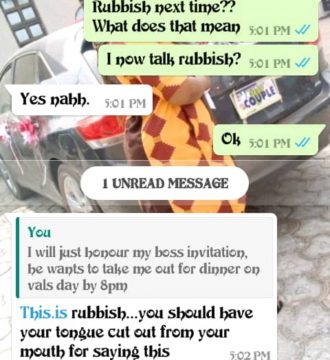 Rubbish next time??
What does that mean 5:01 PM
I now talk rubbish? 5:01 PM
Yes nahh. 5:01 PM
Ok 5:01 PM
COUPLE
1 UNREAD MESSAGE
You
I will just honour my boss invitation,
he wants to take me out for dinner on
vals day by 8pm
This.is rubbish...you should have
your tongue cut out from your
mouth for saying this 5:02 PM